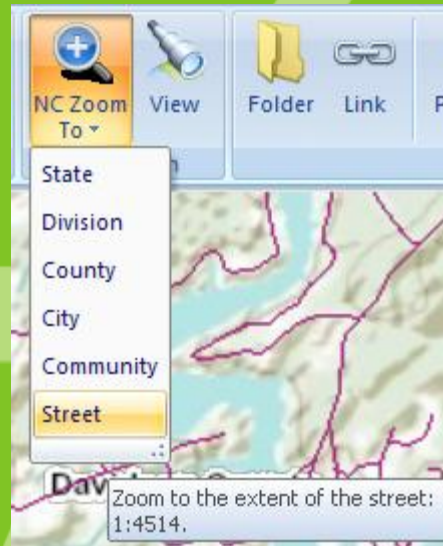 NC Zoom
To
View
Folder
Link
State
Division
County
City
Community
Street
Zoom to the extent of the street:
1:4514.